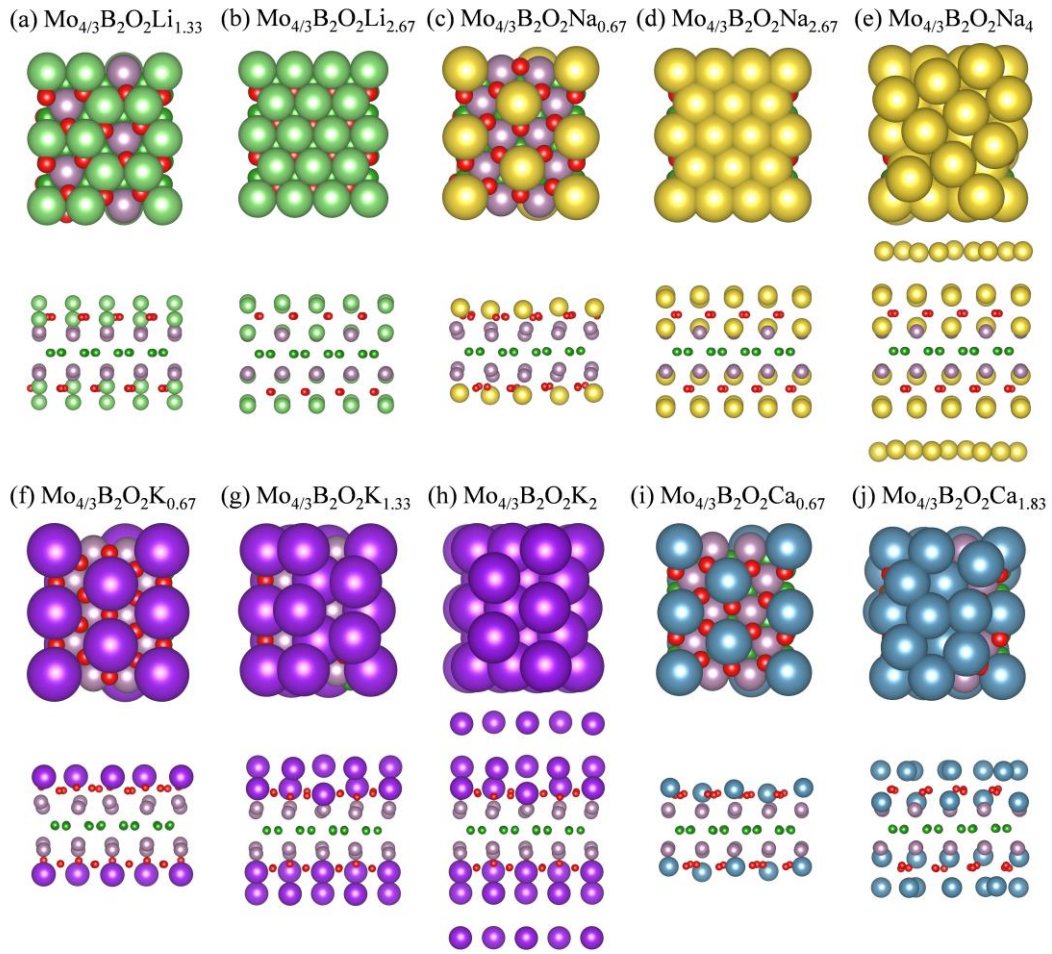 (a) Mo₄/₃B₂O₂Li₁.₃₃ (b) Mo₄/₃B₂O₂Li₂.₆₇ (c) Mo₄/₃B₂O₂Na₀.₆₇ (d) Mo₄/₃B₂O₂Na₂.₆₇ (e) Mo₄/₃B₂O₂Na₄
(f) Mo₄/₃B₂O₂K₀.₆₇ (g) Mo₄/₃B₂O₂K₁.₃₃ (h) Mo₄/₃B₂O₂K₂ (i) Mo₄/₃B₂O₂Ca₀.₆₇ (j) Mo₄/₃B₂O₂Ca₁.₈₃